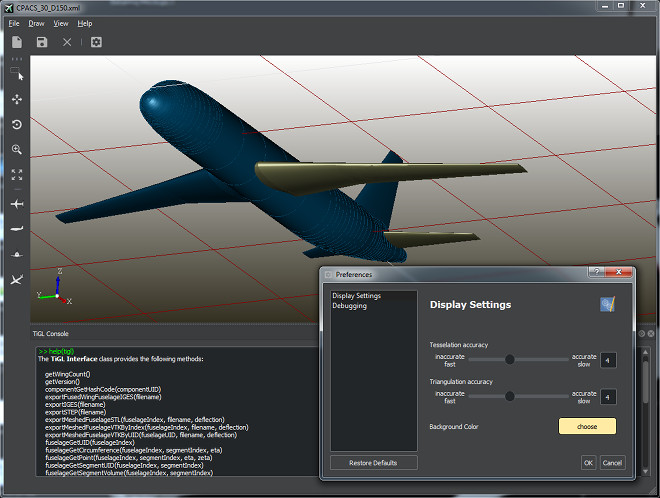 CPACS_30_D150.xml
File Draw View Help
Z
Y
X
TiGL Console
>> help(tigl)
The TiGL Interface class provides the following methods:
getWingCount()
getVersion()
componentGetHashCode(componentUID)
exportFusedWingFuselageIGES(filename)
exportIGES(filename)
exportSTEP(filename)
exportMeshedFuselageSTL(fuselageIndex, filename, deflection)
exportMeshedFuselageVTKByIndex(fuselageIndex, filename, deflection)
exportMeshedFuselageVTKByUID(fuselageUID, filename, deflection)
fuselageGetUID(fuselageIndex)
fuselageGetCircumference(fuselageIndex, segmentIndex, eta)
fuselageGetPoint(fuselageIndex, segmentIndex, eta, zeta)
fuselageGetSegmentUID(fuselageIndex, segmentIndex)
fuselageGetSegmentVolume(fuselageIndex, segmentIndex)
Preferences
Display Settings
Debugging
Restore Defaults
Display Settings
Tesselation accuracy
inaccurate
fast
accurate
slow
4
Triangulation accuracy
inaccurate
fast
accurate
slow
4
Background Color
choose
OK
Cancel